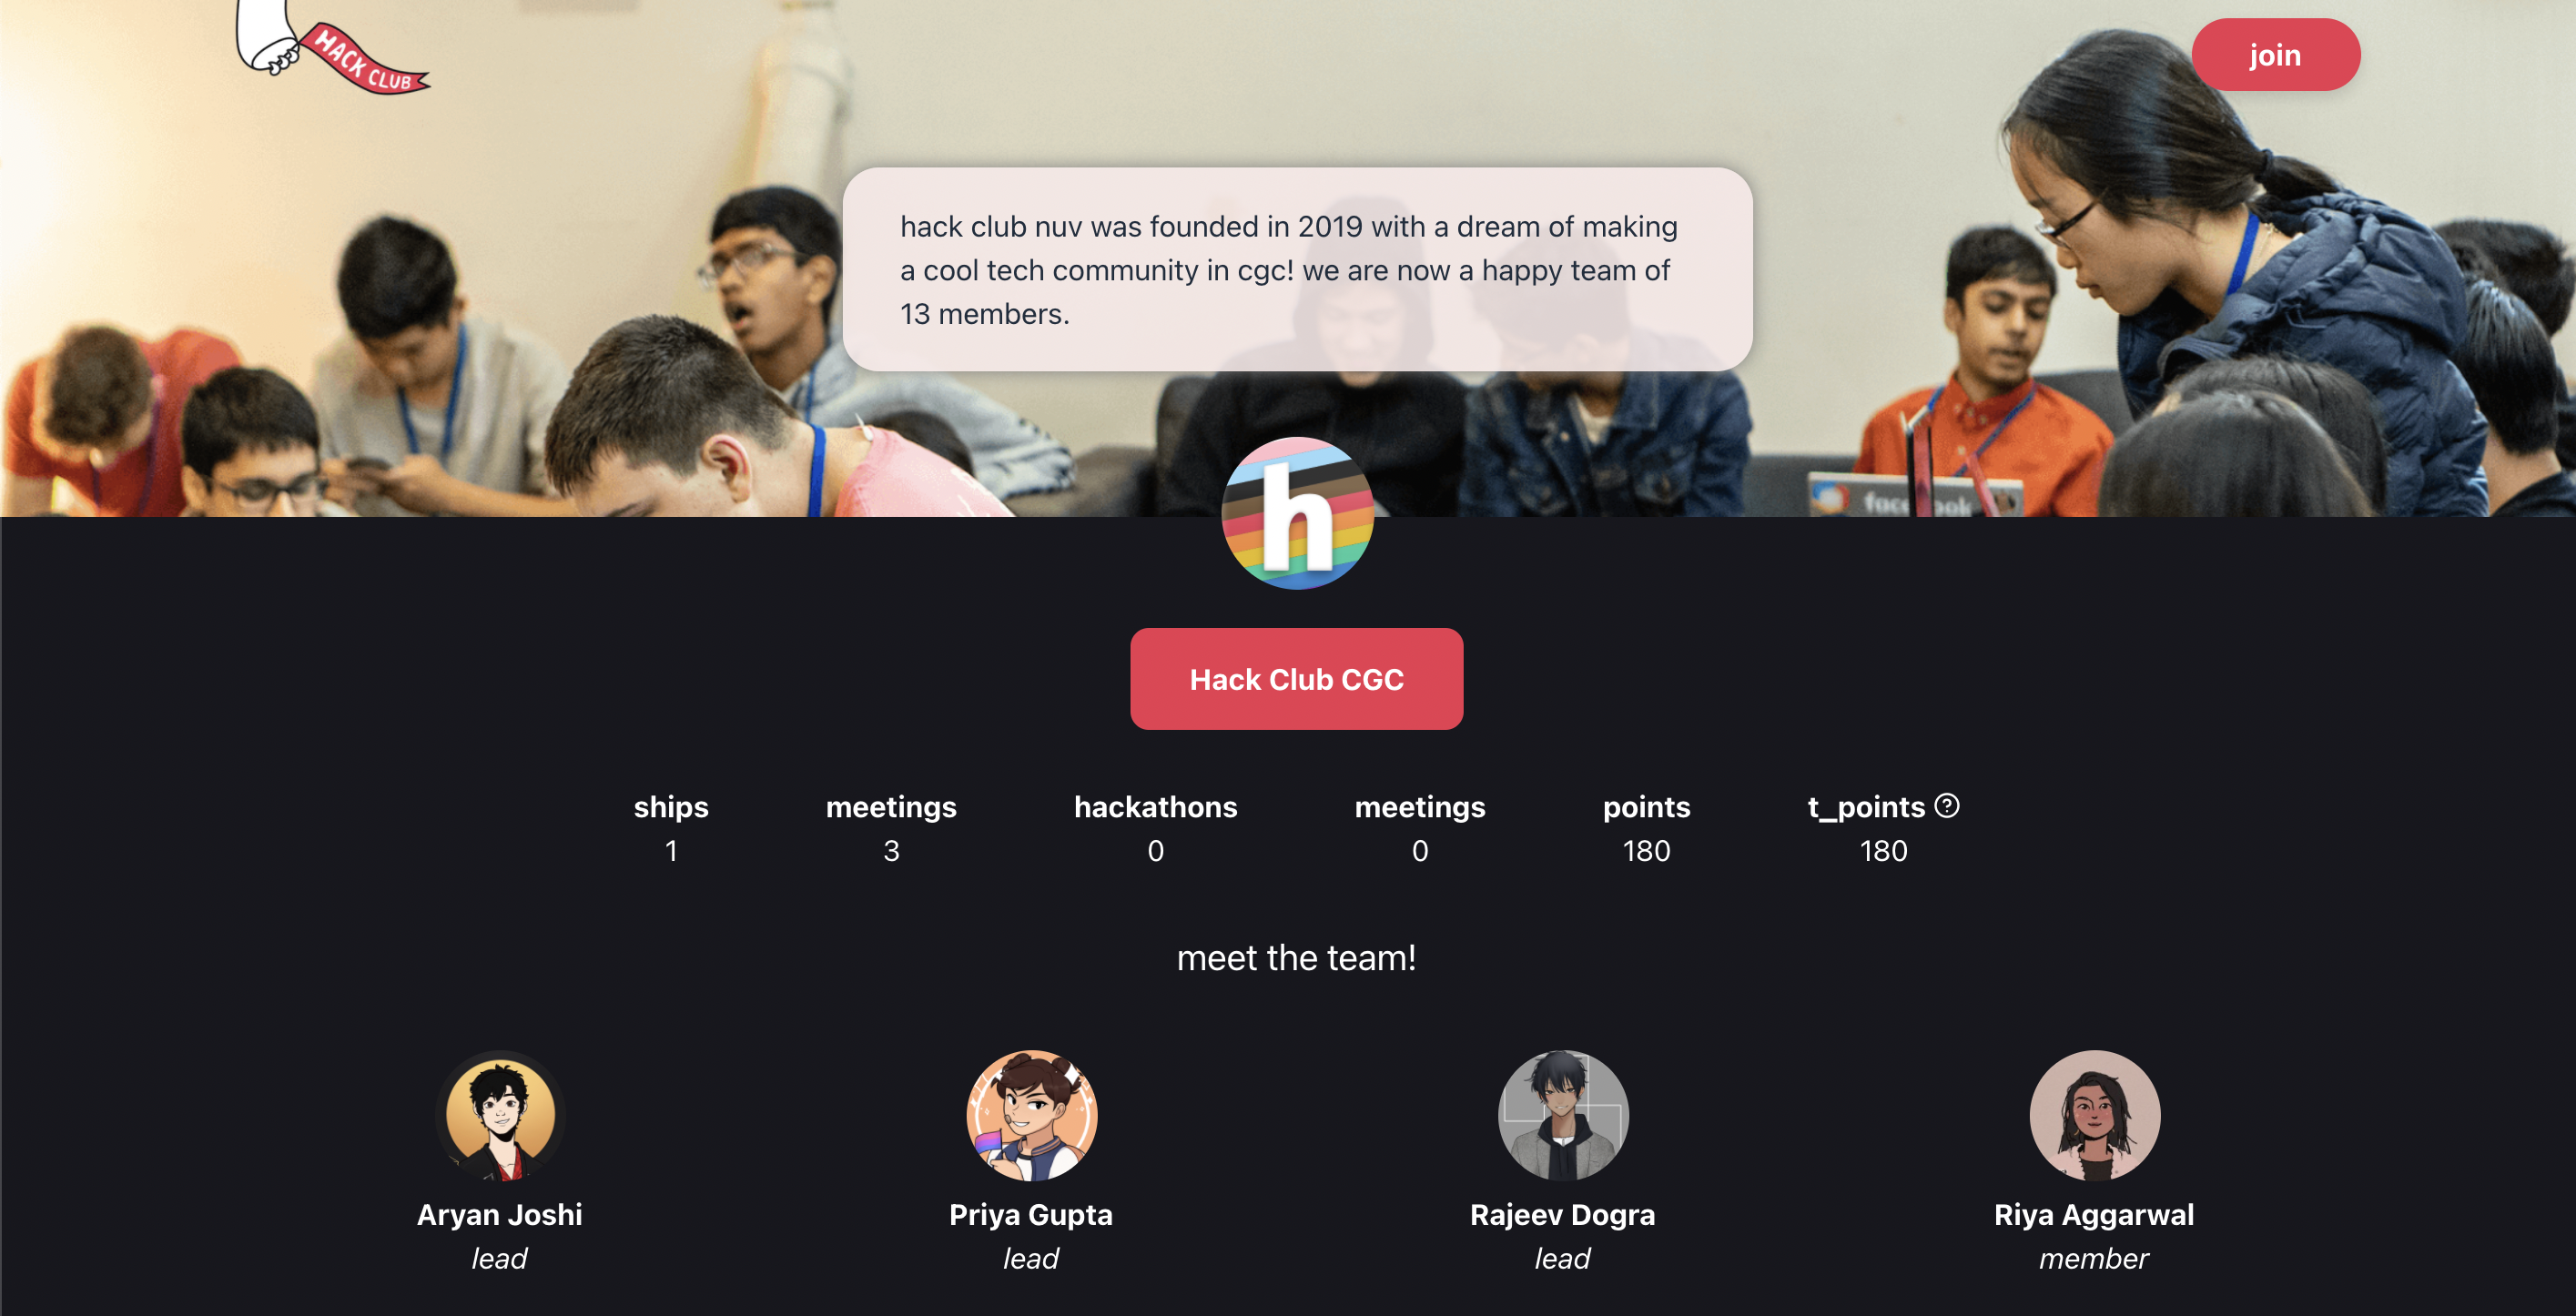 HACK CLUB
join
hack club nuv was founded in 2019 with a dream of making
a cool tech community in cgc! we are now a happy team of
13 members.
facebook
h
Hack Club CGC
ships meetings hackathons meetings points t_points ?
1 3 0 0 180 180
meet the team!
Aryan Joshi Priya Gupta Rajeev Dogra Riya Aggarwal
lead lead lead member